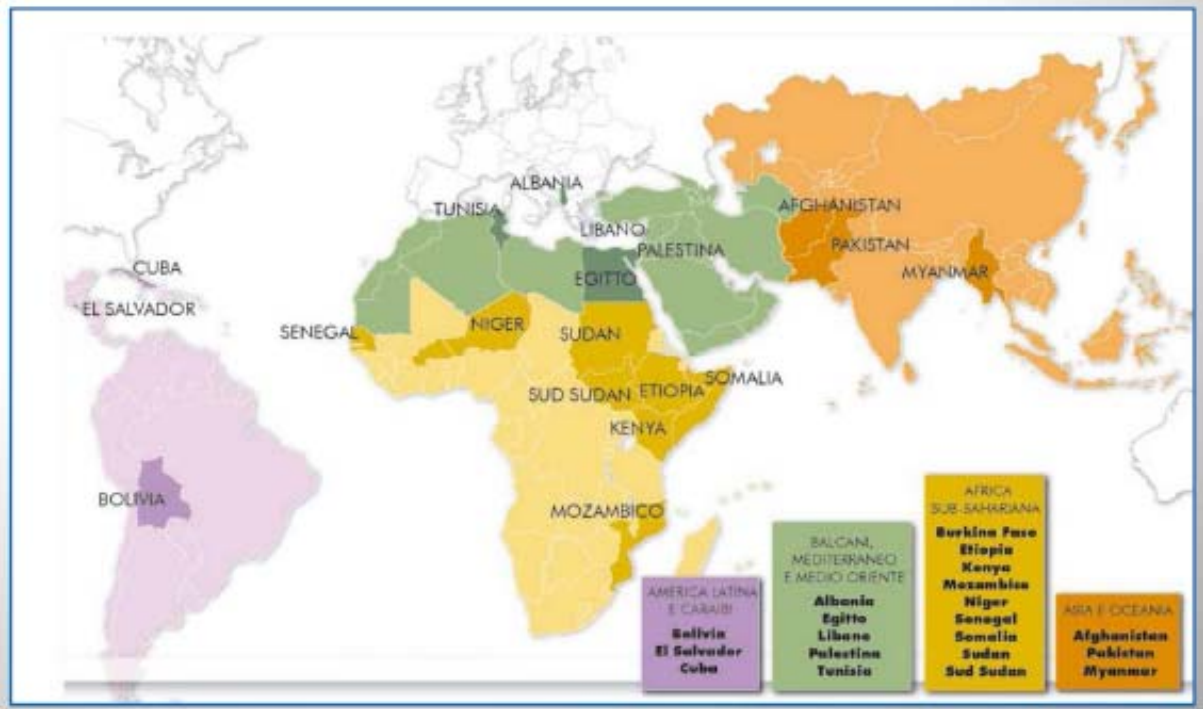 ALBANIA
TUNISIA
LIBANO
PALESTINA
EGITTO
AFGHANISTAN
PAKISTAN
MYANMAR
CUBA
EL SALVADOR
SENEGAL
NIGER
SUDAN
SUD SUDAN
ETIOPIA
SOMALIA
KENYA
BOLIVIA
MOZAMBICO
AMERICA LATINA
E CARAIBI
Bolivia
El Salvador
Cuba
BALCANI,
MEDITERRANEO
E MEDIO ORIENTE
Albania
Egitto
Libano
Palestina
Tunisia
AFRICA
SUB-SAHARIANA
Burkina Faso
Etiopia
Kenya
Mozambico
Niger
Senegal
Somalia
Sudan
Sud Sudan
ASIA E OCEANIA
Afghanistan
Pakistan
Myanmar